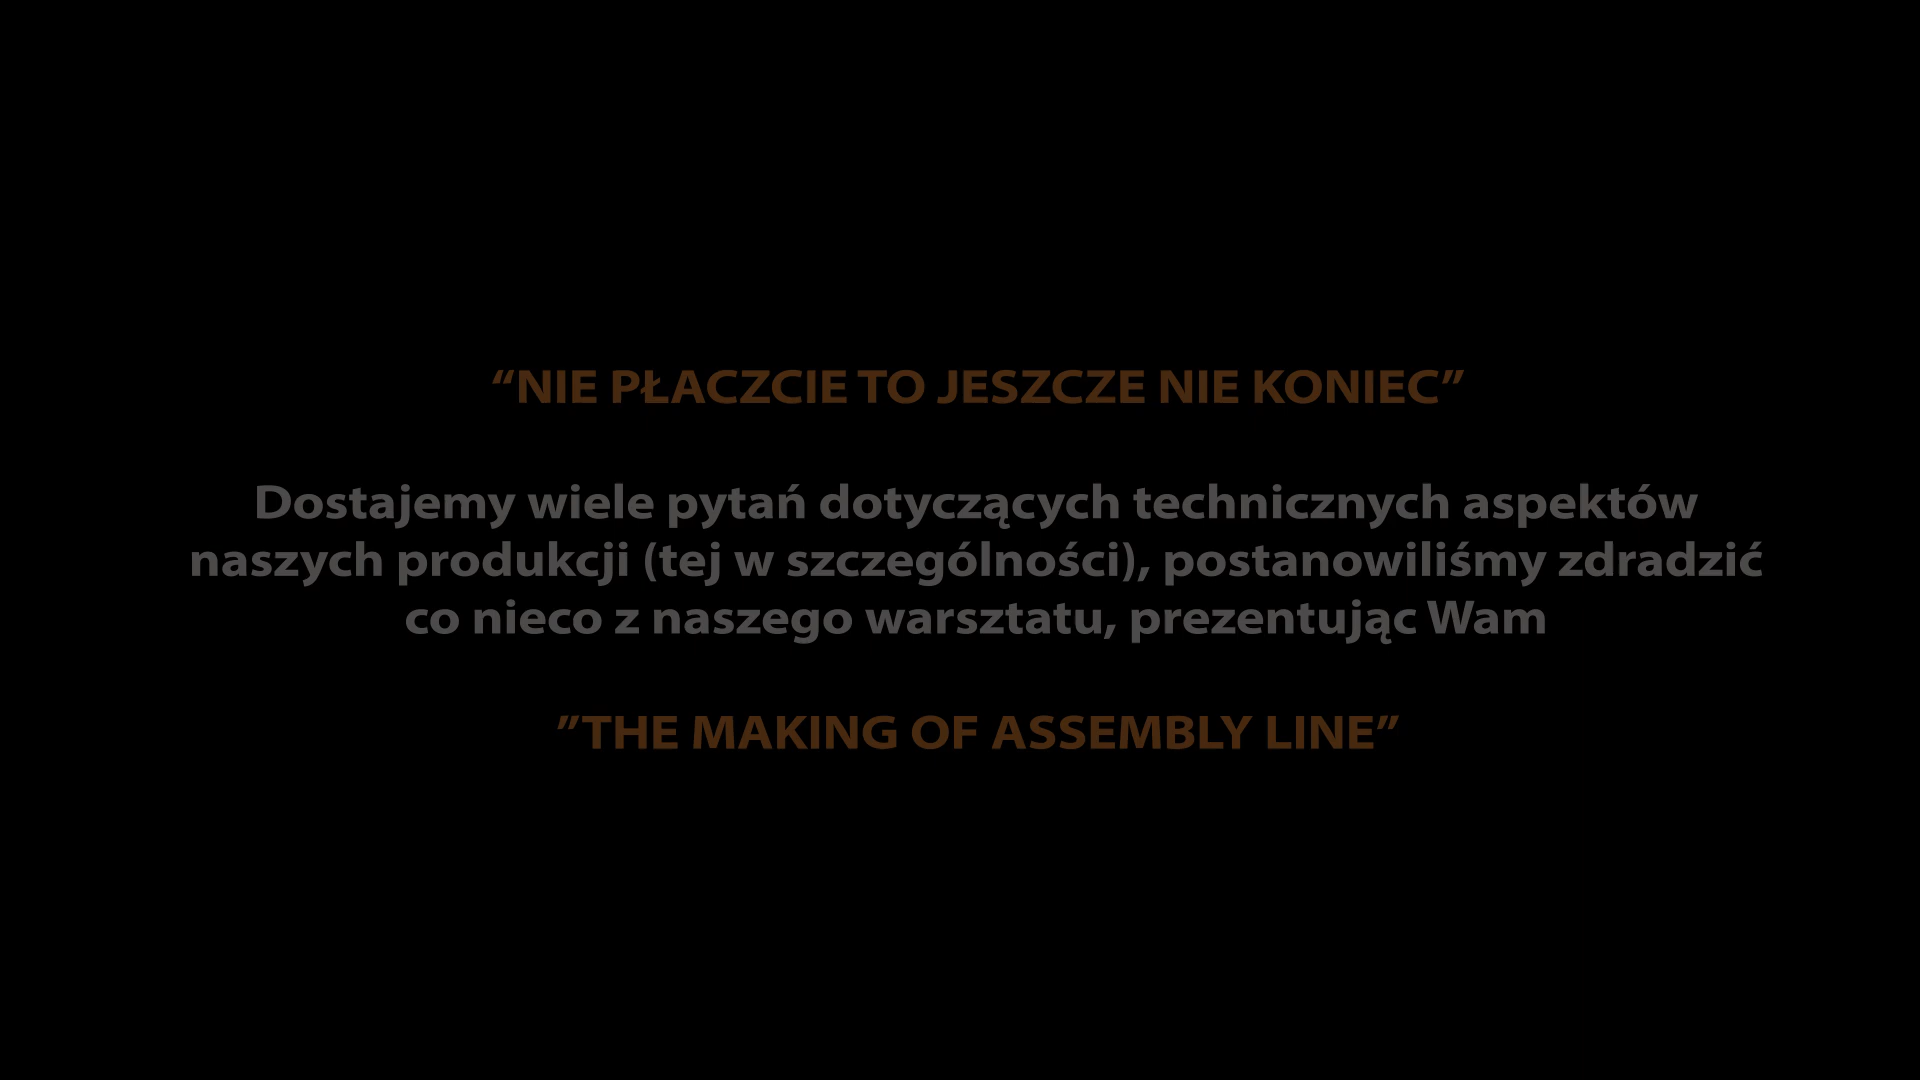 “NIE PŁACZCIE TO JESZCZE NIE KONIEC”
Dostajemy wiele pytań dotyczących technicznych aspektów
naszych produkcji (tej w szczególności), postanowiliśmy zdradzić
co nieco z naszego warsztatu, prezentując Wam
”THE MAKING OF ASSEMBLY LINE”